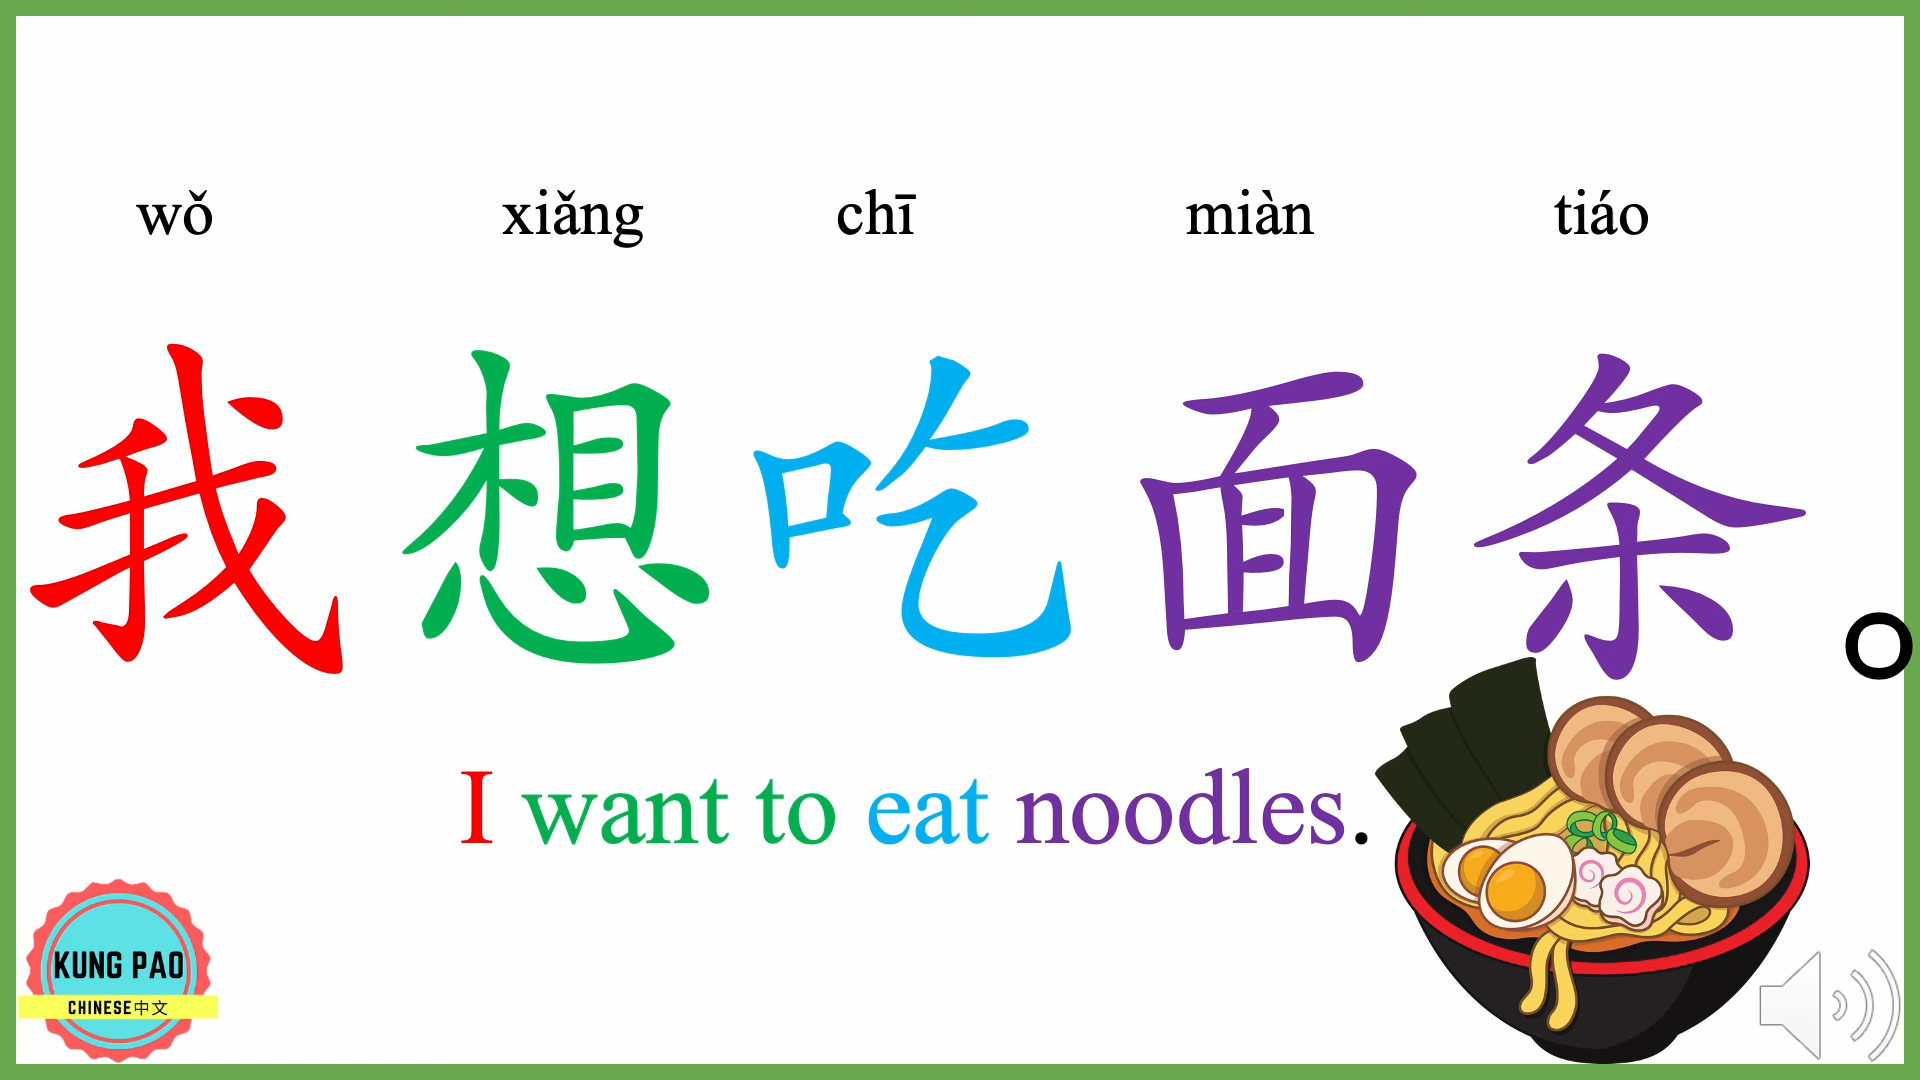 wǒ xiǎng chī miàn tiáo
我想吃面条。
I want to eat noodles.
KUNG PAO
CHINESE中文